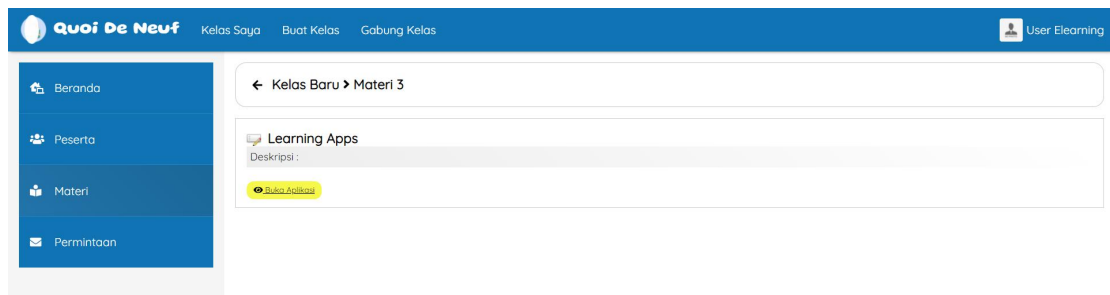 Quoi De Neuf Kelas Saya Buat Kelas Gabung Kelas User Elearning
Beranda
Peserta
Materi
Permintaan
Kelas Baru > Materi 3
Learning Apps
Deskripsi :
Buka Aplikasi